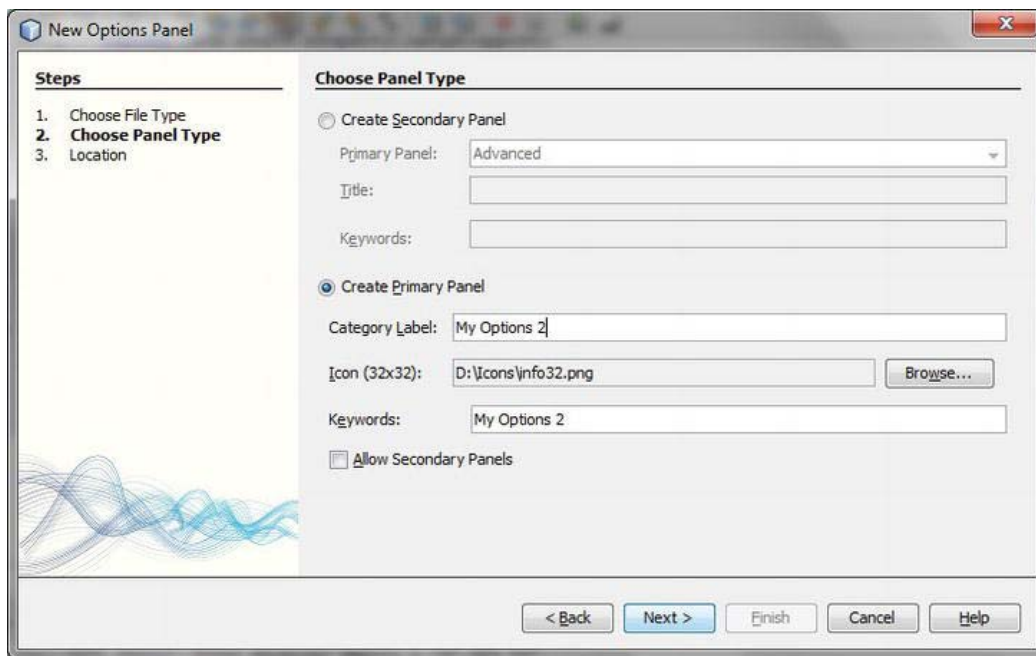 New Options Panel
Steps
1. Choose File Type
2. Choose Panel Type
3. Location
Choose Panel Type
Create Secondary Panel
Primary Panel: Advanced
Title:
Keywords:
Create Primary Panel
Category Label: My Options 2
Icon (32x32): D:\Icons\info32.png Browse...
Keywords: My Options 2
Allow Secondary Panels
< Back Next > Finish Cancel Help